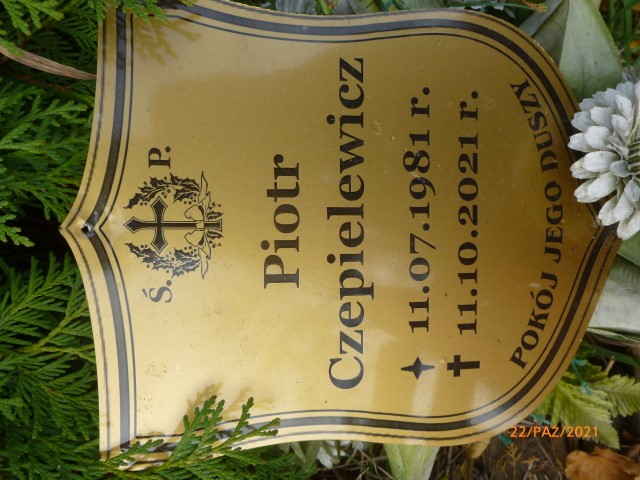 Ś. P.
Piotr
Czepielewicz
11.07.1981 r.
11.10.2021 r.
POKÓJ JEGO DUSZY
22/PAŹ/2021